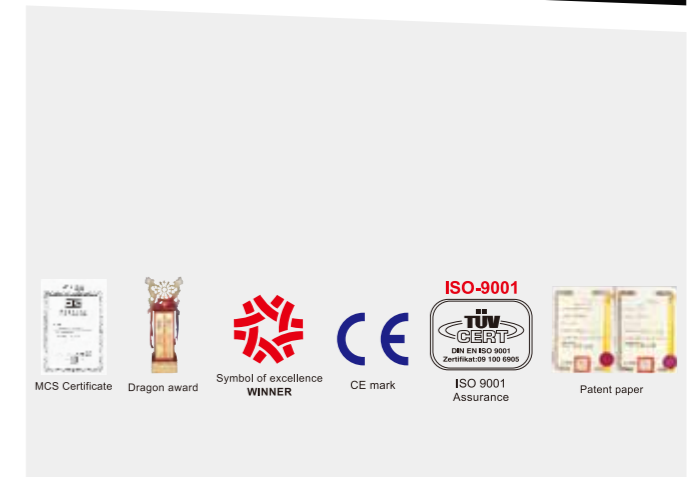 ISO-9001
TÜV
CERT
DIN EN ISO 9001
Zertifikat:09 100 6905
MCS Certificate
Dragon award
Symbol of excellence
WINNER
CE mark
ISO 9001
Assurance
Patent paper